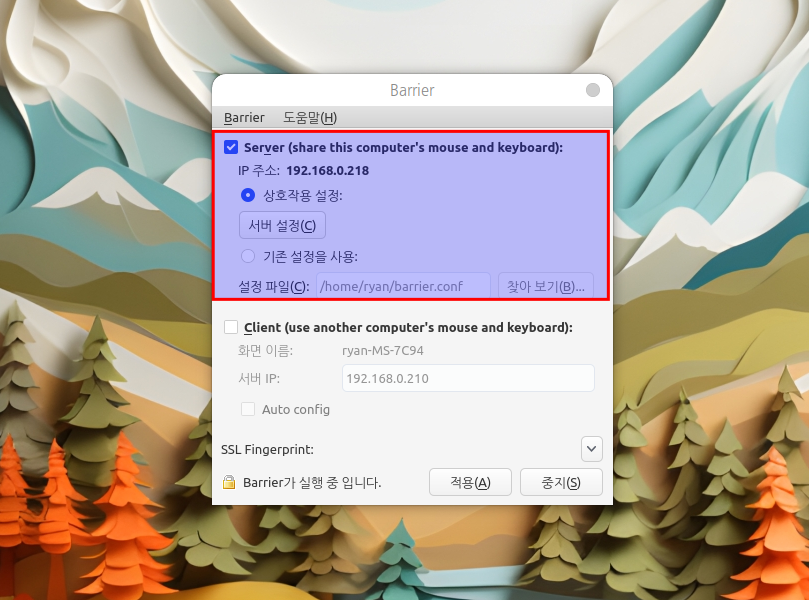 Barrier
Barrier 도움말(H)
Server (share this computer's mouse and keyboard):
IP 주소: 192.168.0.218
상호작용 설정:
서버 설정(C)
기존 설정을 사용:
설정 파일(C): /home/ryan/barrier.conf 찾아 보기(B)...
Client (use another computer's mouse and keyboard):
화면 이름: ryan-MS-7C94
서버 IP: 192.168.0.210
Auto config
SSL Fingerprint:
Barrier가 실행 중 입니다. 적용(A) 중지(S)